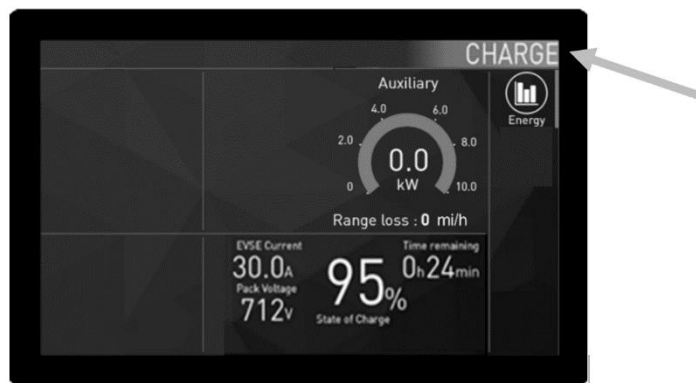 CHARGE
Auxiliary
4.0 6.0
2.0 8.0
0.0
kW
0 10.0
Range loss : 0 mi/h
Energy
EVSE Current
30.0A
Pack Voltage
712v
95%
State of Charge
Time remaining
0h24min